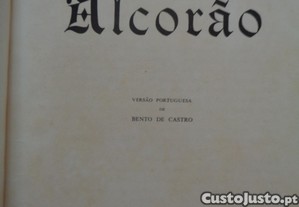 Alcorão
VERSÃO PORTUGUESA
DE
BENTO DE CASTRO
CustoJusto.pt